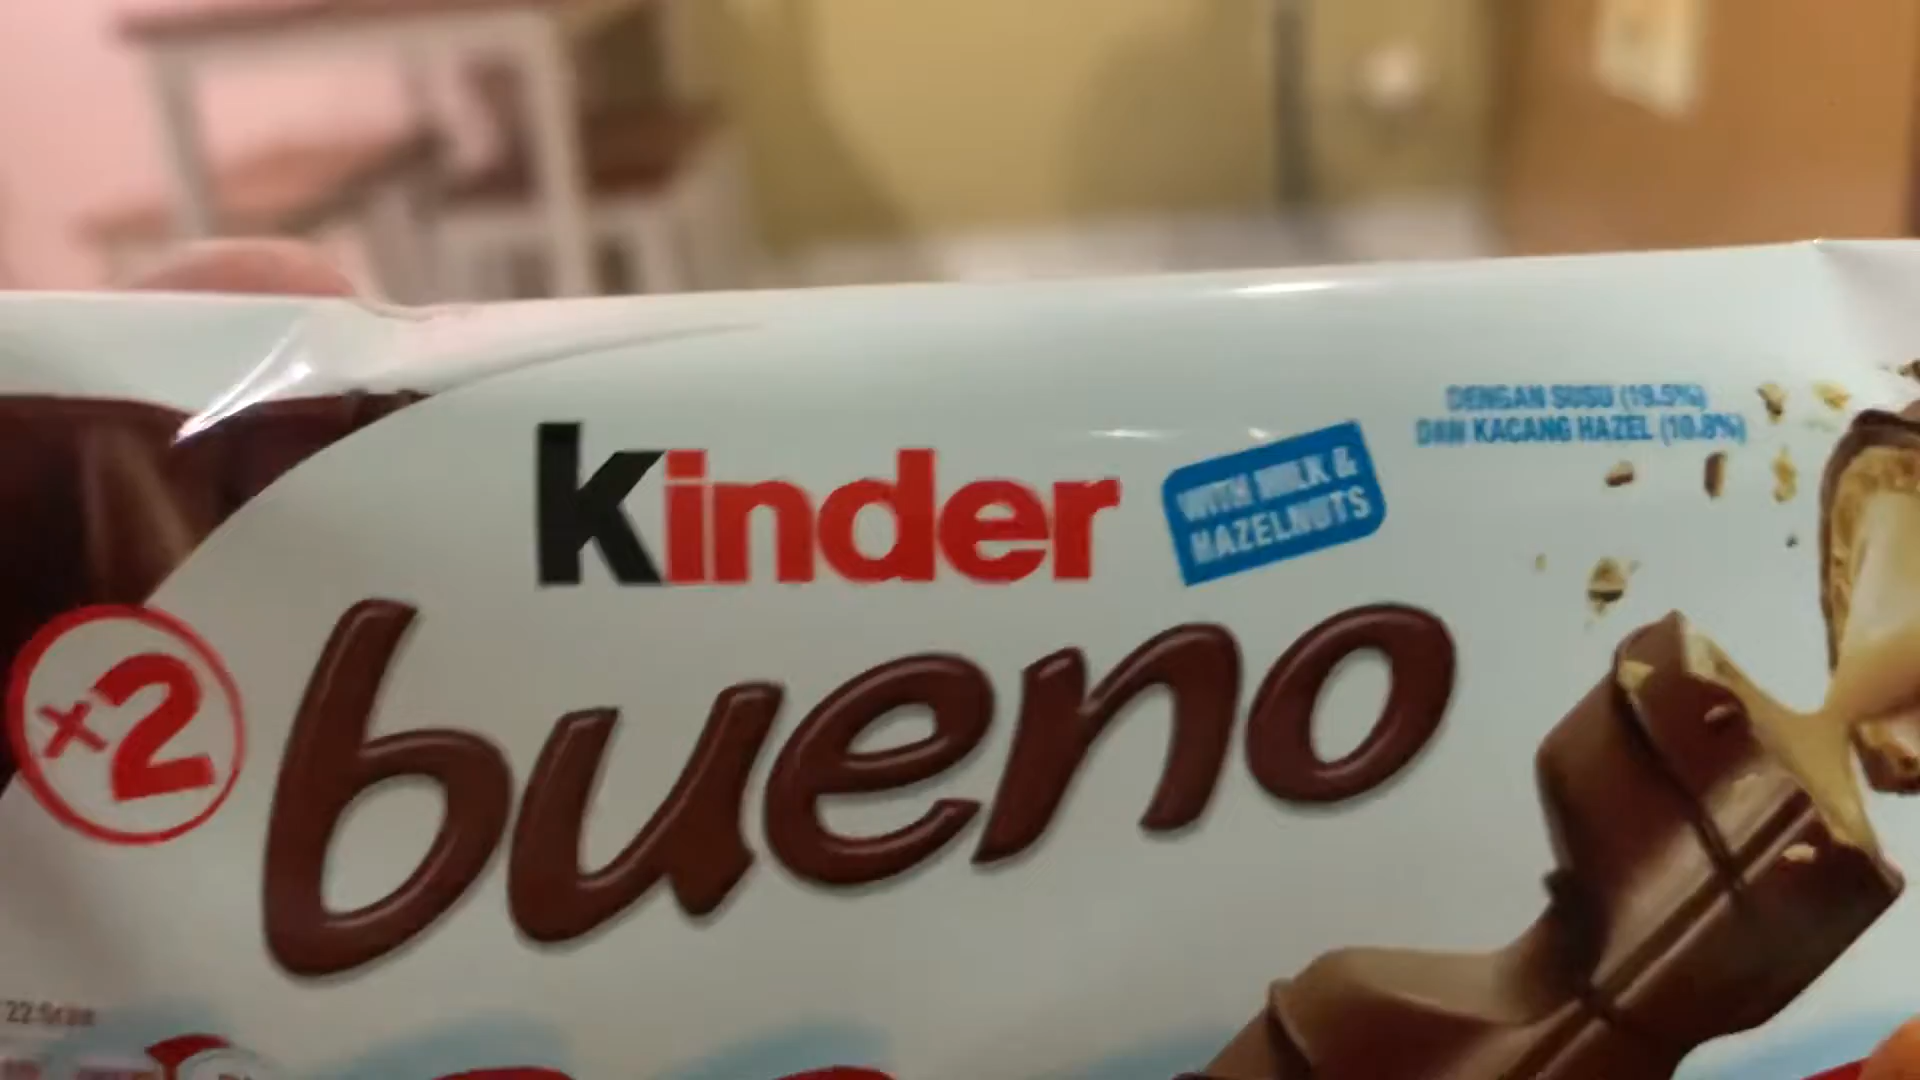 Kinder
WITH MILK &
HAZELNUTS
DENGAN SUSU (19.5%)
DAN KACANG HAZEL (10.8%)
x2
bueno